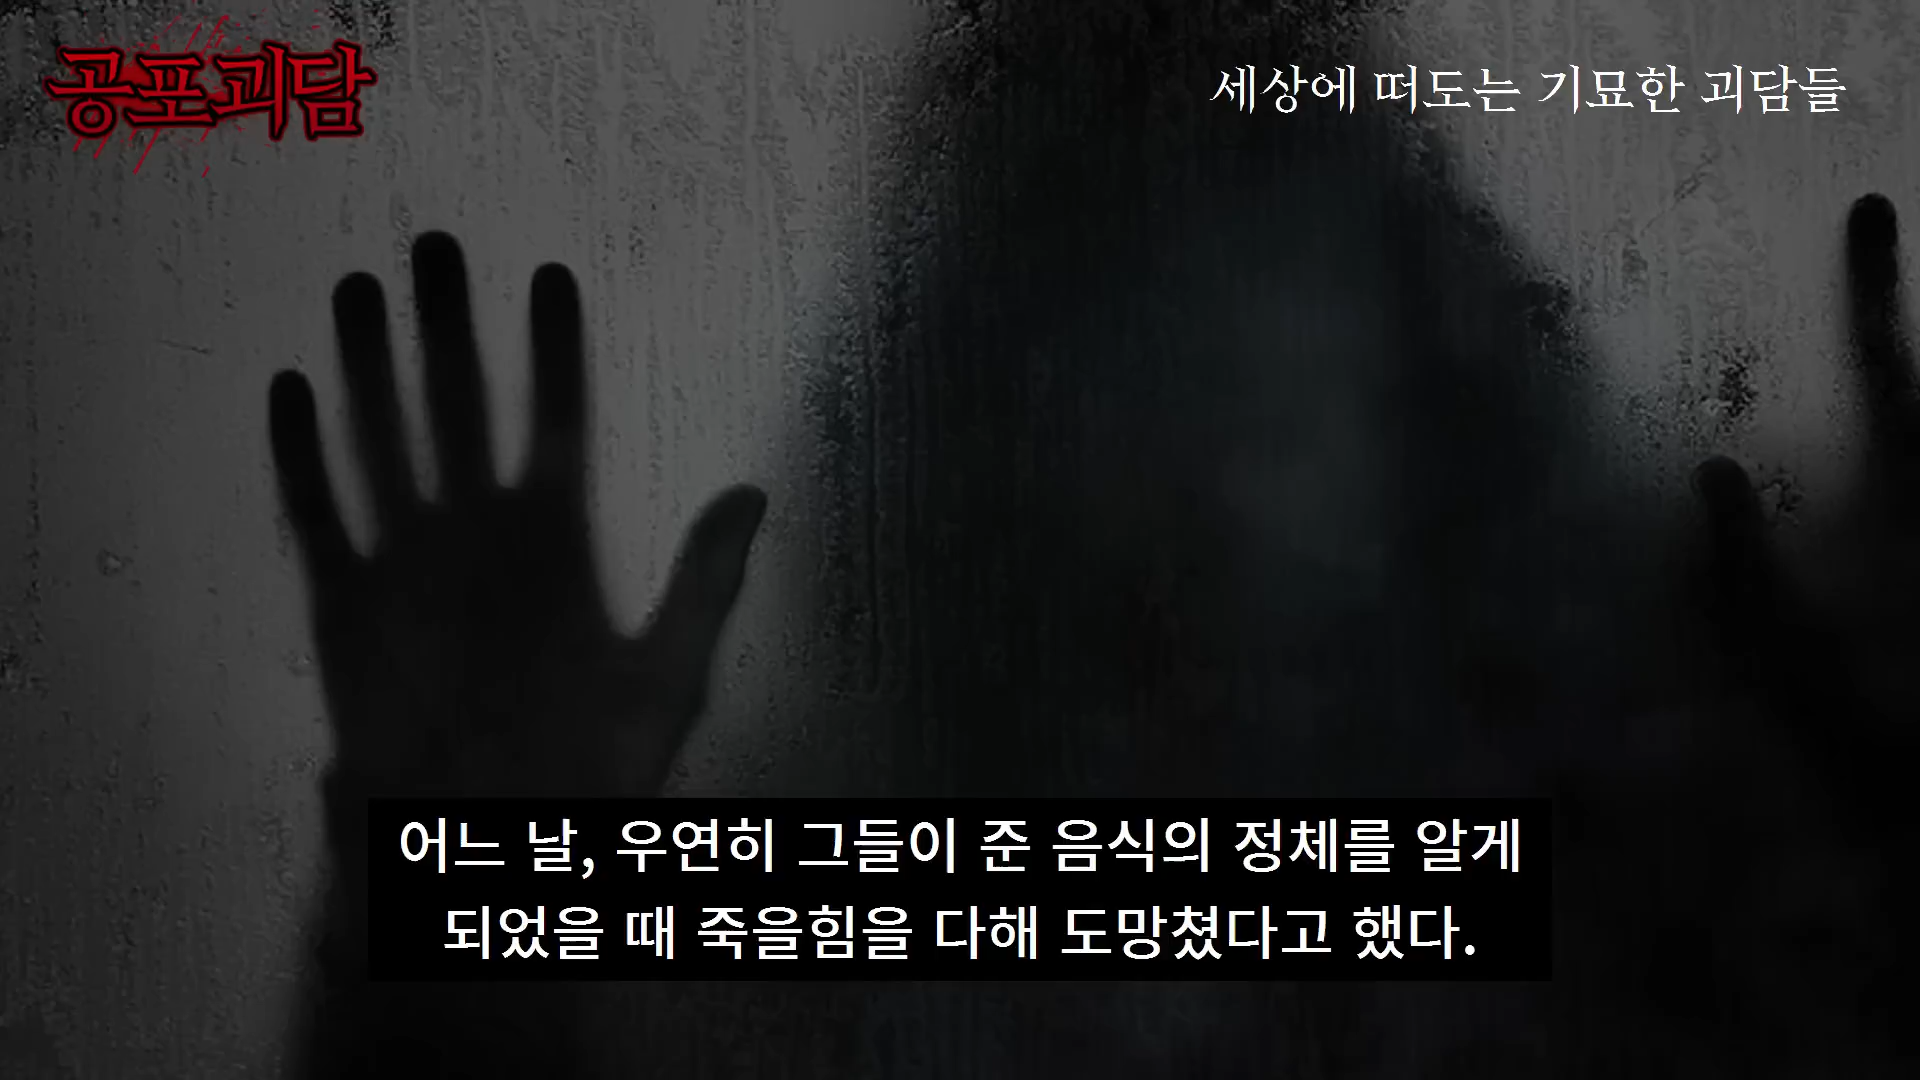 공포괴담
세상에 떠도는 기묘한 괴담들
어느 날, 우연히 그들이 준 음식의 정체를 알게
되었을 때 죽을힘을 다해 도망쳤다고 했다.